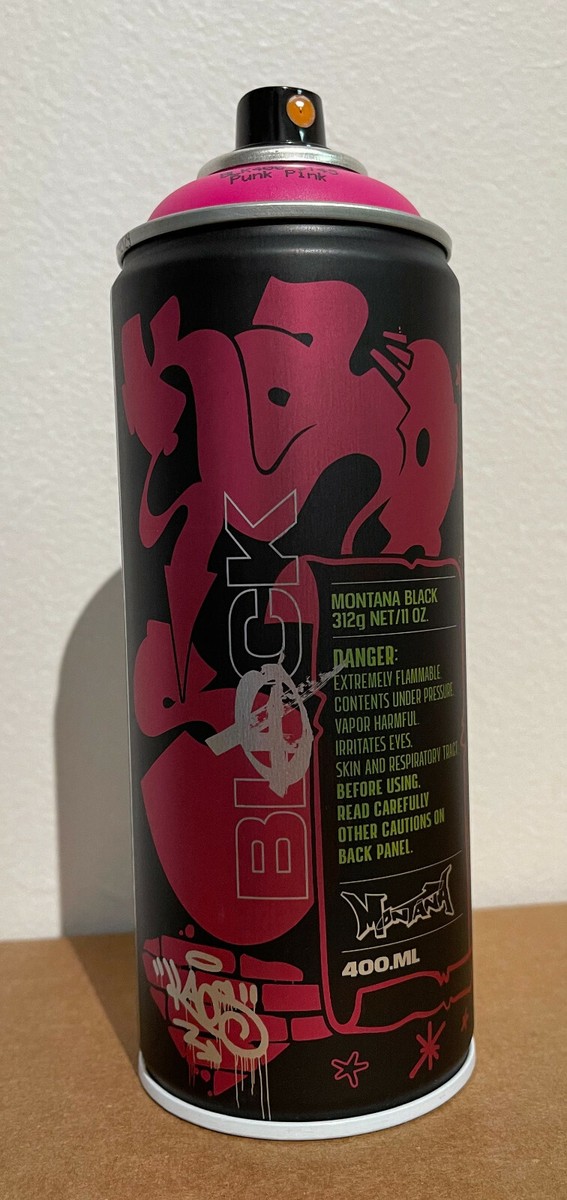 Punk Pink
BLACK
MONTANA BLACK
312g NET/11 OZ.
DANGER:
EXTREMELY FLAMMABLE.
CONTENTS UNDER PRESSURE.
VAPOR HARMFUL.
IRRITATES EYES,
SKIN AND RESPIRATORY TRACT
BEFORE USING,
READ CAREFULLY
OTHER CAUTIONS ON
BACK PANEL.
MONTANA
400.ML
"KAOS"